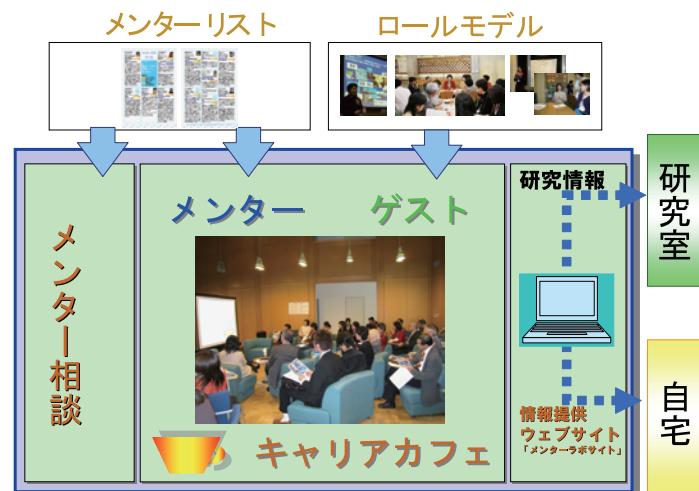 メンターリスト
ロールモデル
メンター相談
メンター
ゲスト
キャリアカフェ
研究情報
情報提供
ウェブサイト
「メンターラボサイト」
研究室
自宅